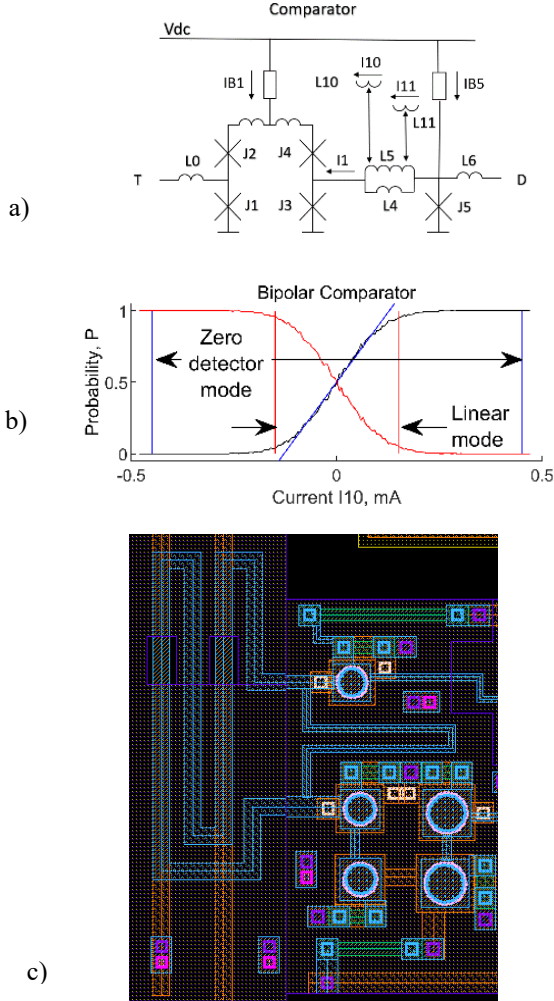 Comparator
Vdc
IB1
L10
I10
I11
L11
IB5
L0
J2
J4
I1
L5
L6
T
D
J1
J3
L4
J5
a)
Bipolar Comparator
Probability, P
1
0.5
0
Zero
detector
mode
Linear
mode
-0.5
0
0.5
Current I10, mA
b)
c)